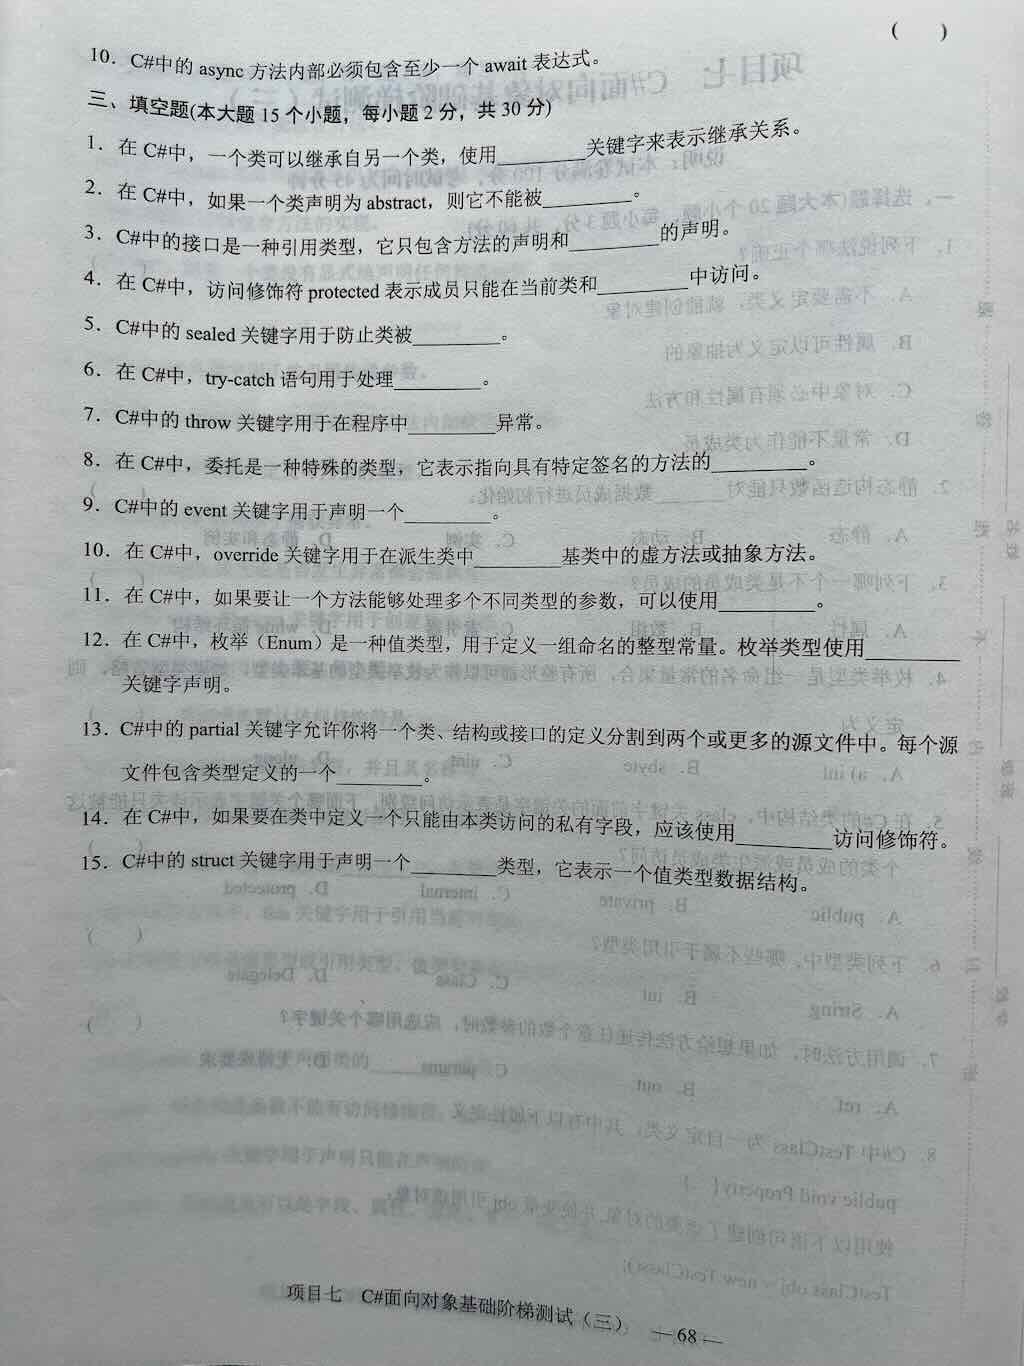 (    )
10. C#中的 async 方法内部必须包含至少一个 await 表达式。
三、填空题(本大题 15 个小题，每小题 2 分，共 30 分)
1. 在 C#中，一个类可以继承自另一个类，使用________关键字来表示继承关系。
2. 在 C#中，如果一个类声明为 abstract，则它不能被________。
3. C#中的接口是一种引用类型，它只包含方法的声明和________的声明。
4. 在 C#中，访问修饰符 protected 表示成员只能在当前类和________中访问。
5. C#中的 sealed 关键字用于防止类被________。
6. 在 C#中，try-catch 语句用于处理________。
7. C#中的 throw 关键字用于在程序中________异常。
8. 在 C#中，委托是一种特殊的类型，它表示指向具有特定签名的方法的________。
9. C#中的 event 关键字用于声明一个________。
10. 在 C#中，override 关键字用于在派生类中________基类中的虚方法或抽象方法。
11. 在 C#中，如果要让一个方法能够处理多个不同类型的参数，可以使用________。
12. 在 C#中，枚举（Enum）是一种值类型，用于定义一组命名的整型常量。枚举类型使用________
关键字声明。
13. C#中的 partial 关键字允许你将一个类、结构或接口的定义分割到两个或更多的源文件中。每个源
文件包含类型定义的一个________。
14. 在 C#中，如果要在类中定义一个只能由本类访问的私有字段，应该使用________访问修饰符。
15. C#中的 struct 关键字用于声明一个________类型，它表示一个值类型数据结构。
项目七 C#面向对象基础阶梯测试（三） — 68 —